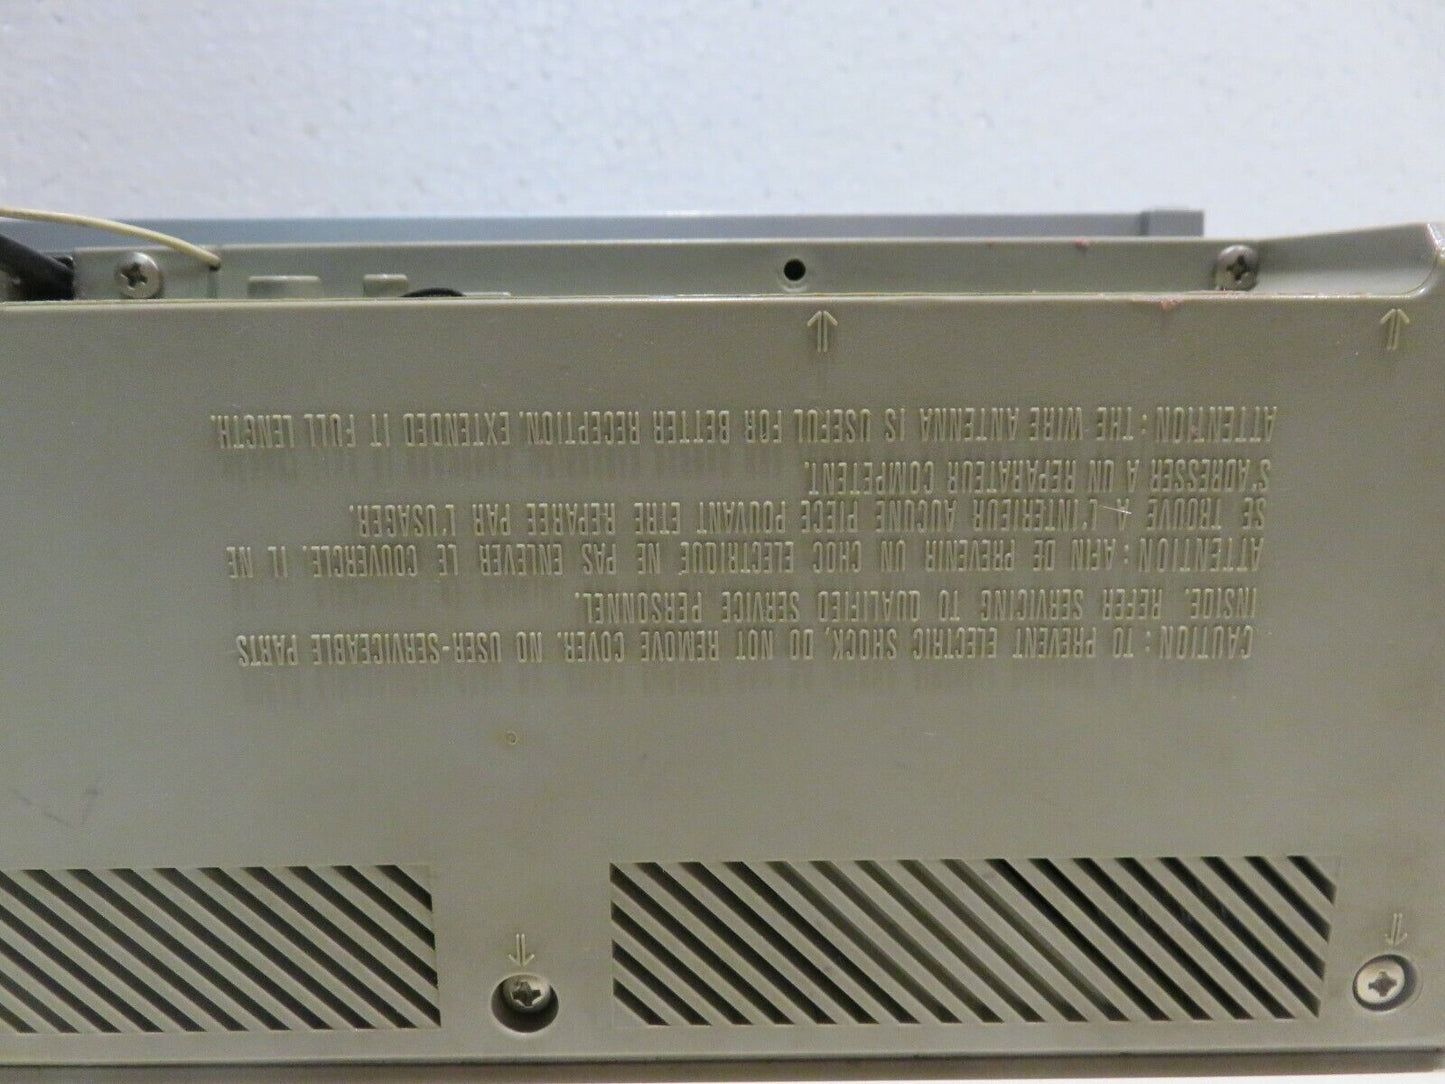 CAUTION : TO PREVENT ELECTRIC SHOCK, DO NOT REMOVE COVER. NO USER-SERVICEABLE PARTS
INSIDE. REFER SERVICING TO QUALIFIED SERVICE PERSONNEL.
ATTENTION : AFIN DE PREVENIR UN CHOC ELECTRIQUE NE PAS ENLEVER LE COUVERCLE. IL NE
SE TROUVE A L'INTERIEUR AUCUNE PIECE POUVANT ETRE REPAREE PAR L'USAGER.
S'ADRESSER A UN REPARATEUR COMPETENT.
ATTENTION : THE WIRE ANTENNA IS USEFUL FOR BETTER RECEPTION, EXTENDED IT FULL LENGTH.